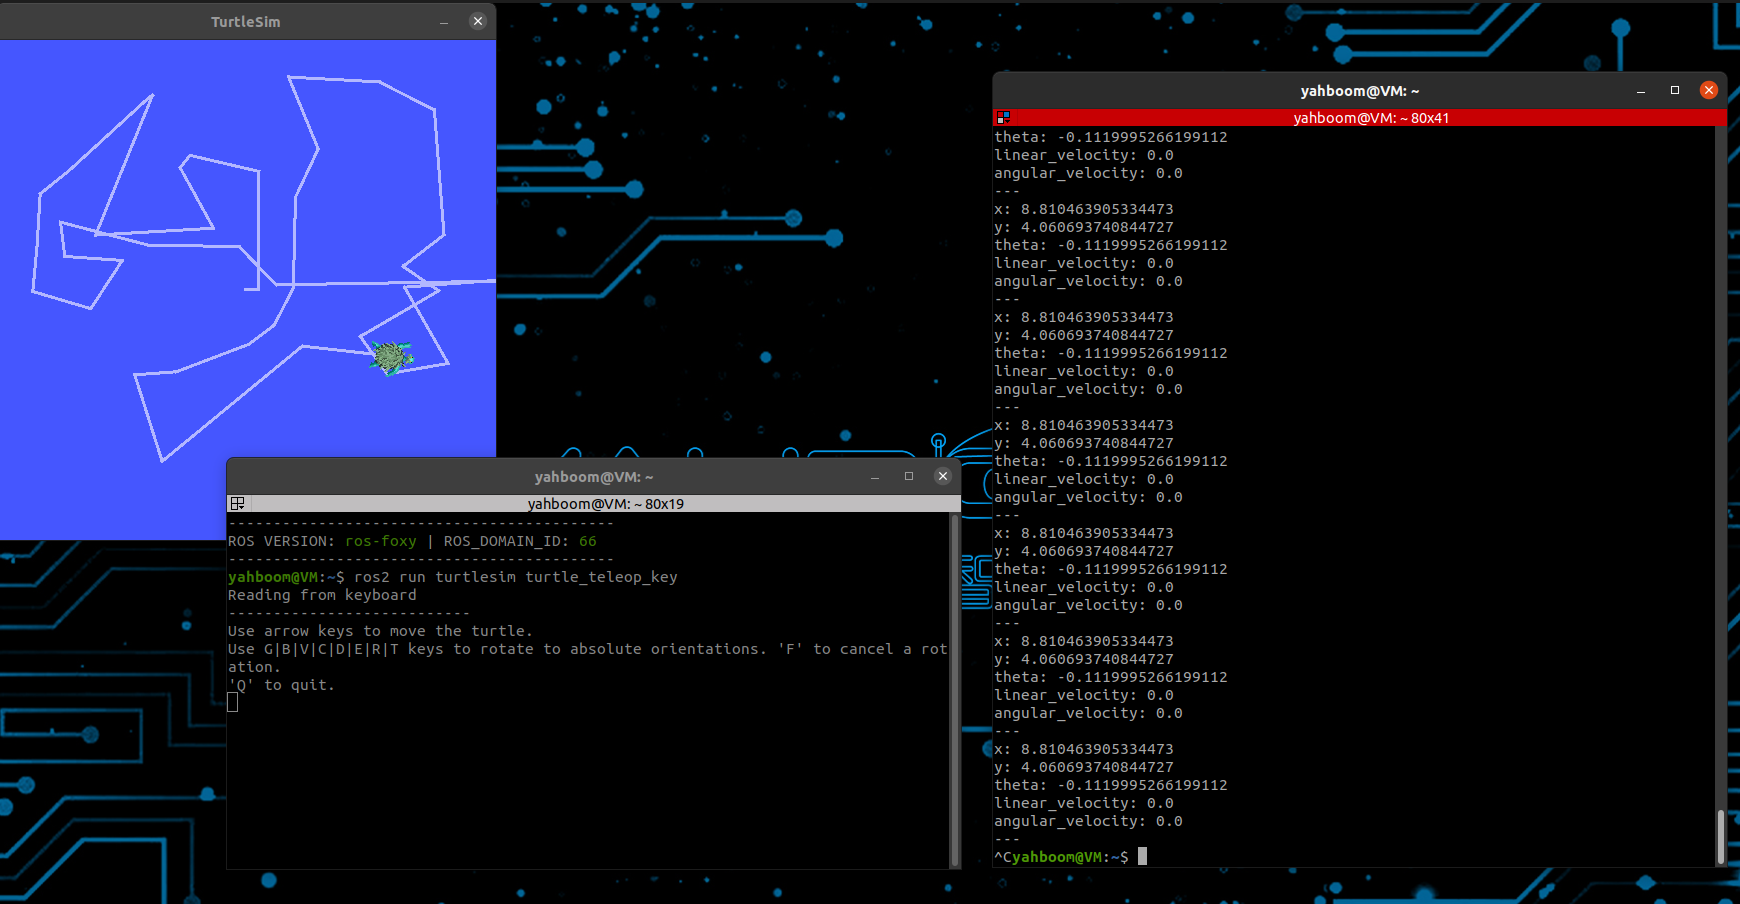 TurtleSim
yahboom@VM: ~
yahboom@VM: ~ 80x19
--------------------------------------------
ROS VERSION: ros-foxy | ROS_DOMAIN_ID: 66
--------------------------------------------
yahboom@VM:~$ ros2 run turtlesim turtle_teleop_key
Reading from keyboard
---------------------------
Use arrow keys to move the turtle.
Use G|B|V|C|D|E|R|T keys to rotate to absolute orientations. 'F' to cancel a rot
ation.
'Q' to quit.
yahboom@VM: ~
yahboom@VM: ~ 80x41
theta: -0.1119995266199112
linear_velocity: 0.0
angular_velocity: 0.0
---
x: 8.810463905334473
y: 4.060693740844727
theta: -0.1119995266199112
linear_velocity: 0.0
angular_velocity: 0.0
---
x: 8.810463905334473
y: 4.060693740844727
theta: -0.1119995266199112
linear_velocity: 0.0
angular_velocity: 0.0
---
x: 8.810463905334473
y: 4.060693740844727
theta: -0.1119995266199112
linear_velocity: 0.0
angular_velocity: 0.0
---
x: 8.810463905334473
y: 4.060693740844727
theta: -0.1119995266199112
linear_velocity: 0.0
angular_velocity: 0.0
---
x: 8.810463905334473
y: 4.060693740844727
theta: -0.1119995266199112
linear_velocity: 0.0
angular_velocity: 0.0
---
x: 8.810463905334473
y: 4.060693740844727
theta: -0.1119995266199112
linear_velocity: 0.0
angular_velocity: 0.0
---
^Cyahboom@VM:~$